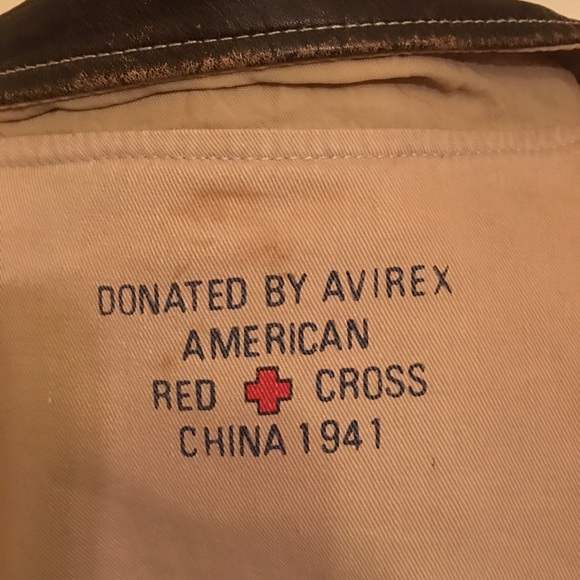 DONATED BY AVIREX
AMERICAN
RED CROSS
CHINA 1941